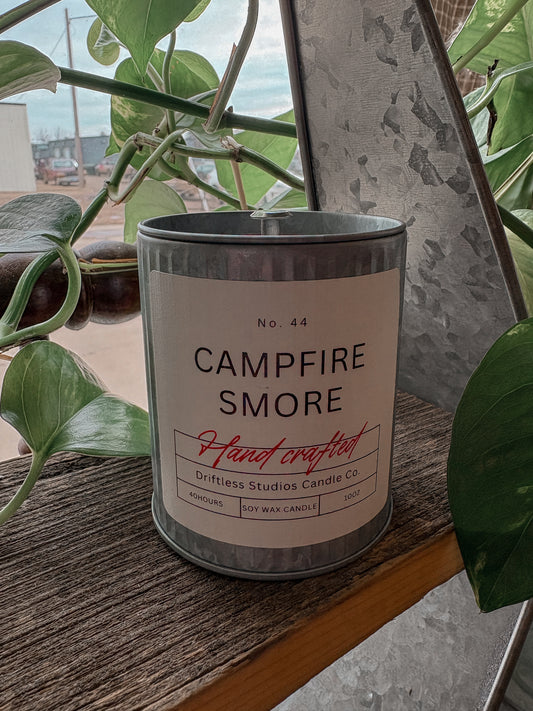 No. 44
CAMPFIRE
SMORE
Hand crafted
Driftless Studios Candle Co.
40HOURS SOY WAX CANDLE 10OZ